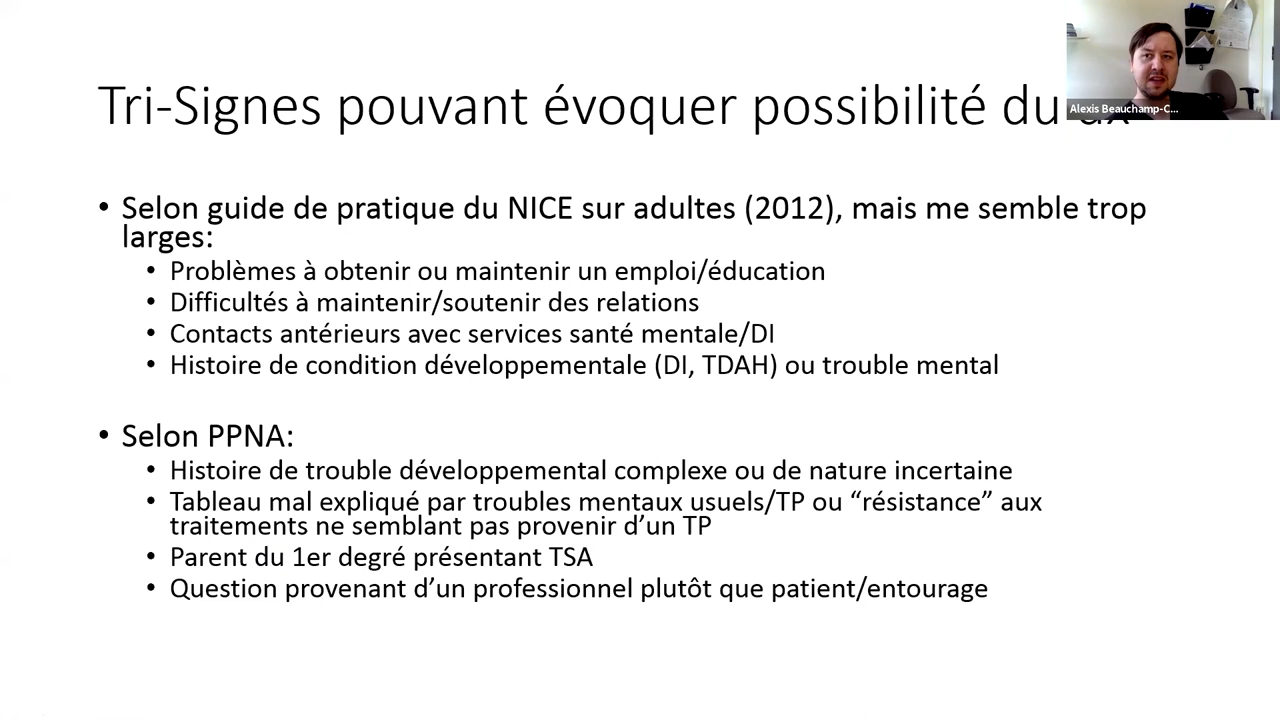 Tri-Signes pouvant évoquer possibilité du
Alexis Beauchamp-C...
• Selon guide de pratique du NICE sur adultes (2012), mais me semble trop
larges:
• Problèmes à obtenir ou maintenir un emploi/éducation
• Difficultés à maintenir/soutenir des relations
• Contacts antérieurs avec services santé mentale/DI
• Histoire de condition développementale (DI, TDAH) ou trouble mental
• Selon PPNA:
• Histoire de trouble développemental complexe ou de nature incertaine
• Tableau mal expliqué par troubles mentaux usuels/TP ou “résistance” aux
traitements ne semblant pas provenir d’un TP
• Parent du 1er degré présentant TSA
• Question provenant d’un professionnel plutôt que patient/entourage